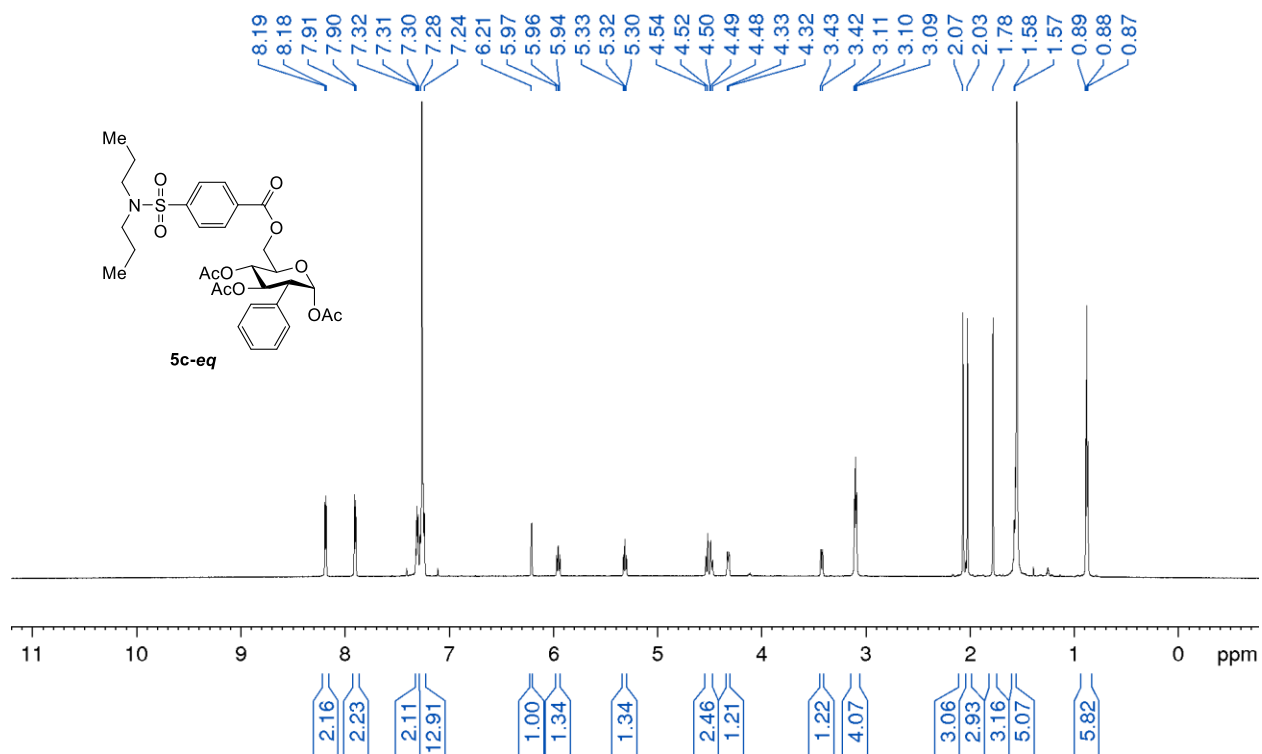 8.19 8.18 7.91 7.90 7.32 7.31 7.30 7.28 7.24 6.21 5.97 5.96 5.94 5.33 5.32 5.30 4.54 4.52 4.50 4.49 4.48 4.33 4.32 3.43 3.42 3.11 3.10 3.09 2.07 2.03 1.78 1.58 1.57 0.89 0.88 0.87
Me
O
O
N S
O
O
Me
O
AcO
AcO
OAc
5c-eq
11 10 9 8 7 6 5 4 3 2 1 0 ppm
2.16 2.23 2.11 12.91 1.00 1.34 1.34 2.46 1.21 1.22 4.07 3.06 2.93 3.16 5.07 5.82